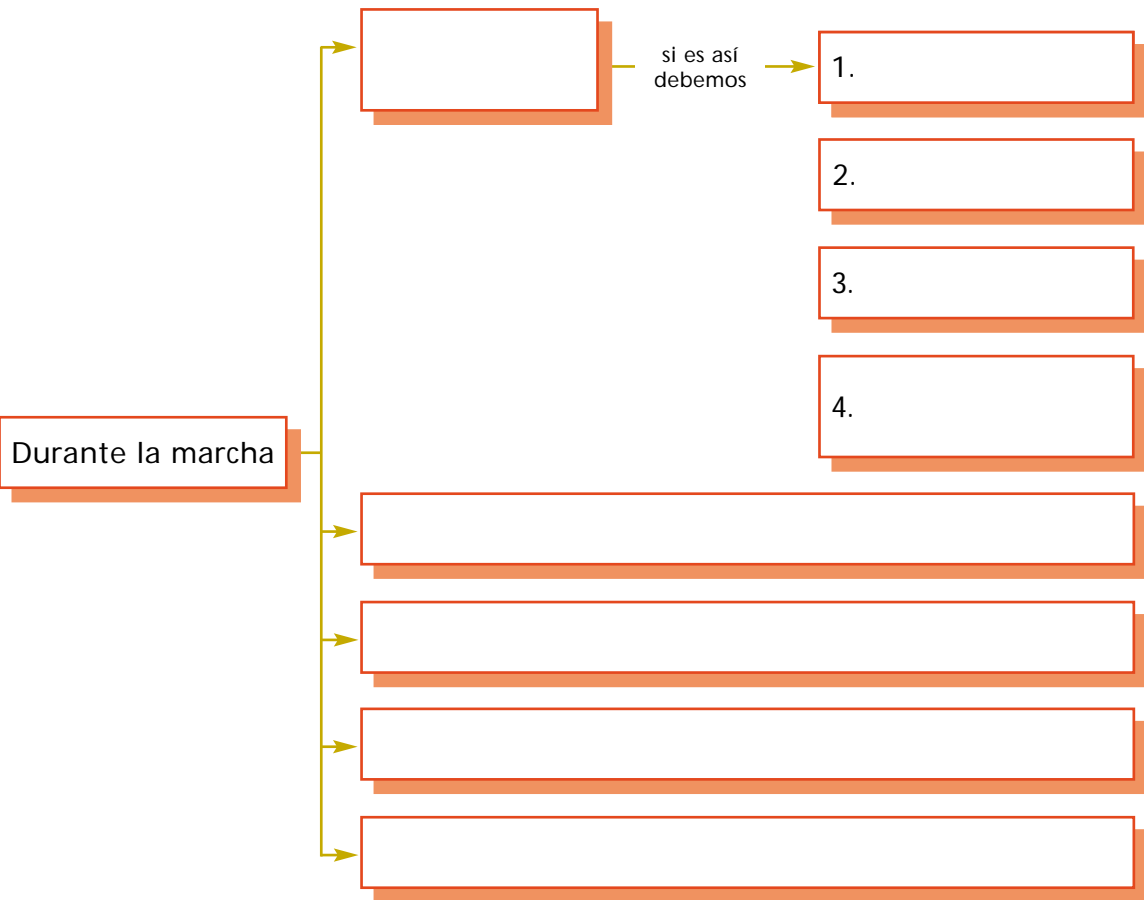 si es así
debemos
1.
2.
3.
4.
Durante la marcha